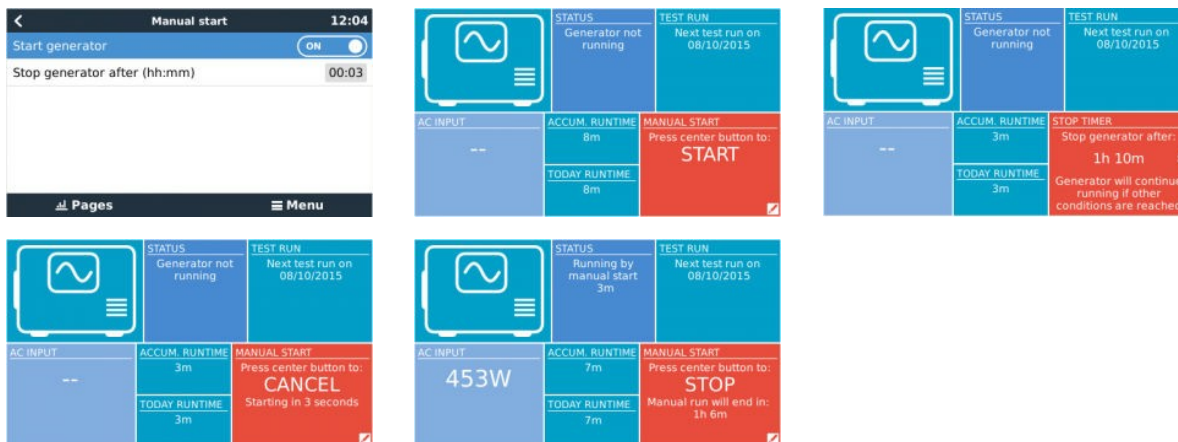 Manual start
12:04
Start generator
ON
Stop generator after (hh:mm)
00:03
Pages
Menu
STATUS
Generator not
running
TEST RUN
Next test run on
08/10/2015
AC INPUT
--
ACCUM. RUNTIME
8m
TODAY RUNTIME
8m
MANUAL START
Press center button to:
START
STATUS
Generator not
running
TEST RUN
Next test run on
08/10/2015
AC INPUT
--
ACCUM. RUNTIME
3m
TODAY RUNTIME
3m
STOP TIMER
Stop generator after:
1h 10m
Generator will continue
running if other
conditions are reached
STATUS
Generator not
running
TEST RUN
Next test run on
08/10/2015
AC INPUT
--
ACCUM. RUNTIME
3m
TODAY RUNTIME
3m
MANUAL START
Press center button to:
CANCEL
Starting in 3 seconds
STATUS
Running by
manual start
3m
TEST RUN
Next test run on
08/10/2015
AC INPUT
453W
ACCUM. RUNTIME
7m
TODAY RUNTIME
7m
MANUAL START
Press center button to:
STOP
Manual run will end in:
1h 6m